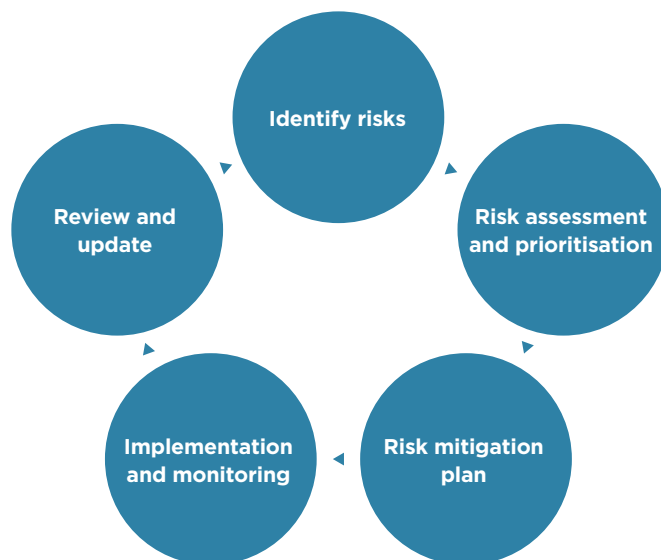 Identify risks
Risk assessment
and prioritisation
Risk mitigation
plan
Implementation
and monitoring
Review and
update